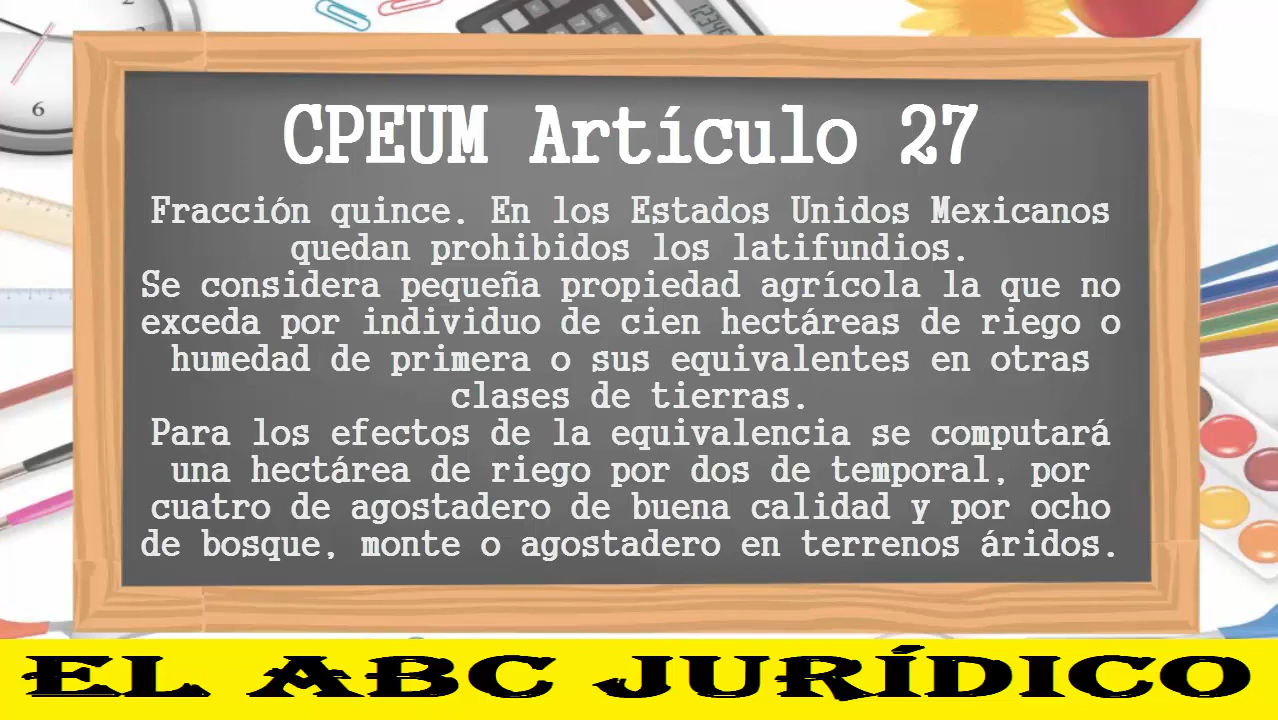 CPEUM Artículo 27
Fracción quince. En los Estados Unidos Mexicanos
quedan prohibidos los latifundios.
Se considera pequeña propiedad agrícola la que no
exceda por individuo de cien hectáreas de riego o
humedad de primera o sus equivalentes en otras
clases de tierras.
Para los efectos de la equivalencia se computará
una hectárea de riego por dos de temporal, por
cuatro de agostadero de buena calidad y por ocho
de bosque, monte o agostadero en terrenos áridos.
EL ABC JURÍDICO
6